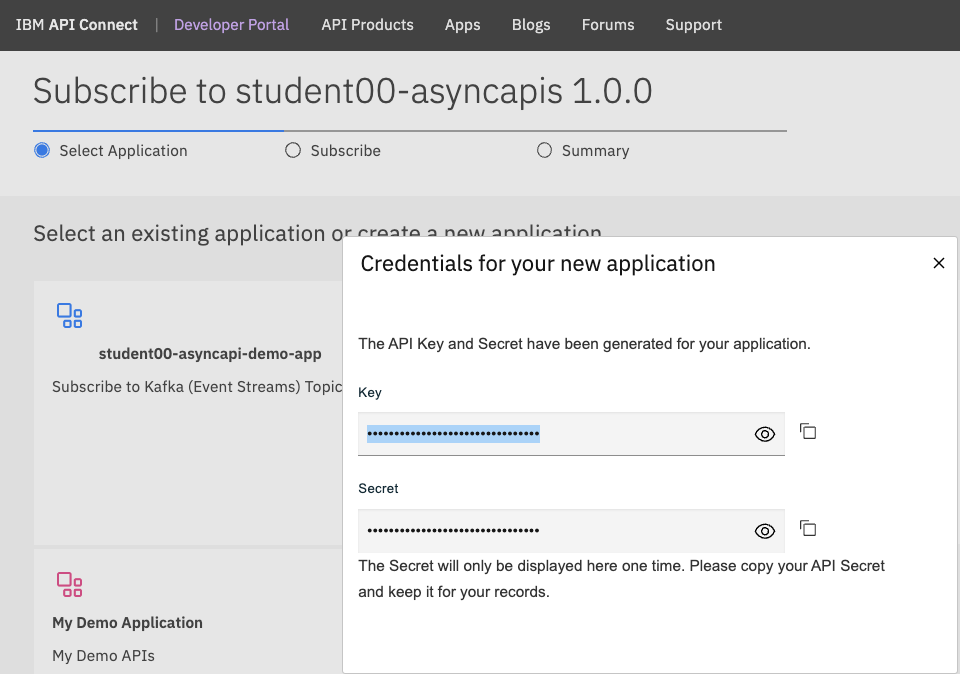 IBM API Connect | Developer Portal API Products Apps Blogs Forums Support
Subscribe to student00-asyncapis 1.0.0
Select Application Subscribe Summary
Select an existing application or create a new application
student00-asyncapi-demo-app
Subscribe to Kafka (Event Streams) Topic
My Demo Application
My Demo APIs
Credentials for your new application
The API Key and Secret have been generated for your application.
Key
••••••••••••••••••••••••••••••••
Secret
••••••••••••••••••••••••••••••••
The Secret will only be displayed here one time. Please copy your API Secret
and keep it for your records.